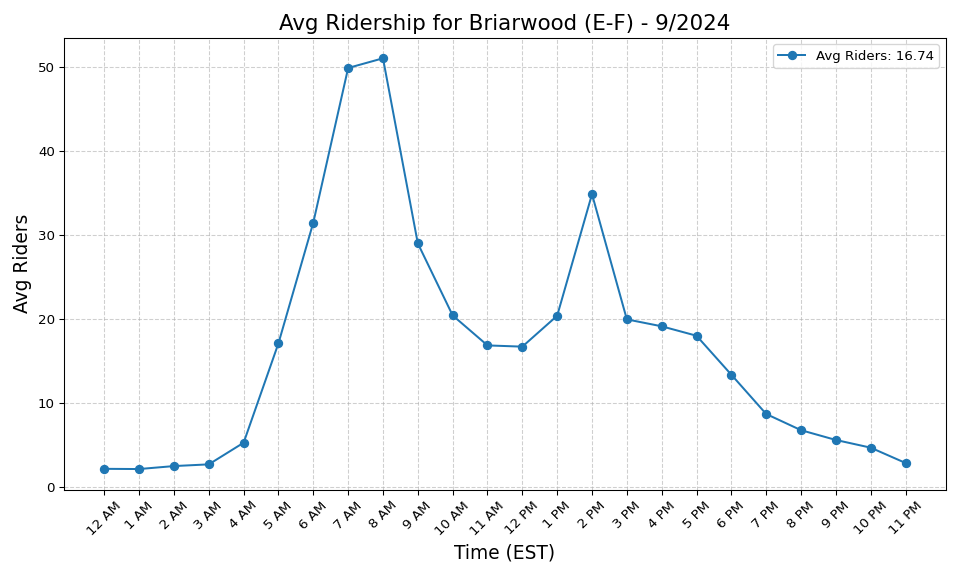 Avg Ridership for Briarwood (E-F) - 9/2024
Avg Riders: 16.74
Avg Riders
50
40
30
20
10
0
12 AM
1 AM
2 AM
3 AM
4 AM
5 AM
6 AM
7 AM
8 AM
9 AM
10 AM
11 AM
12 PM
1 PM
2 PM
3 PM
4 PM
5 PM
6 PM
7 PM
8 PM
9 PM
10 PM
11 PM
Time (EST)